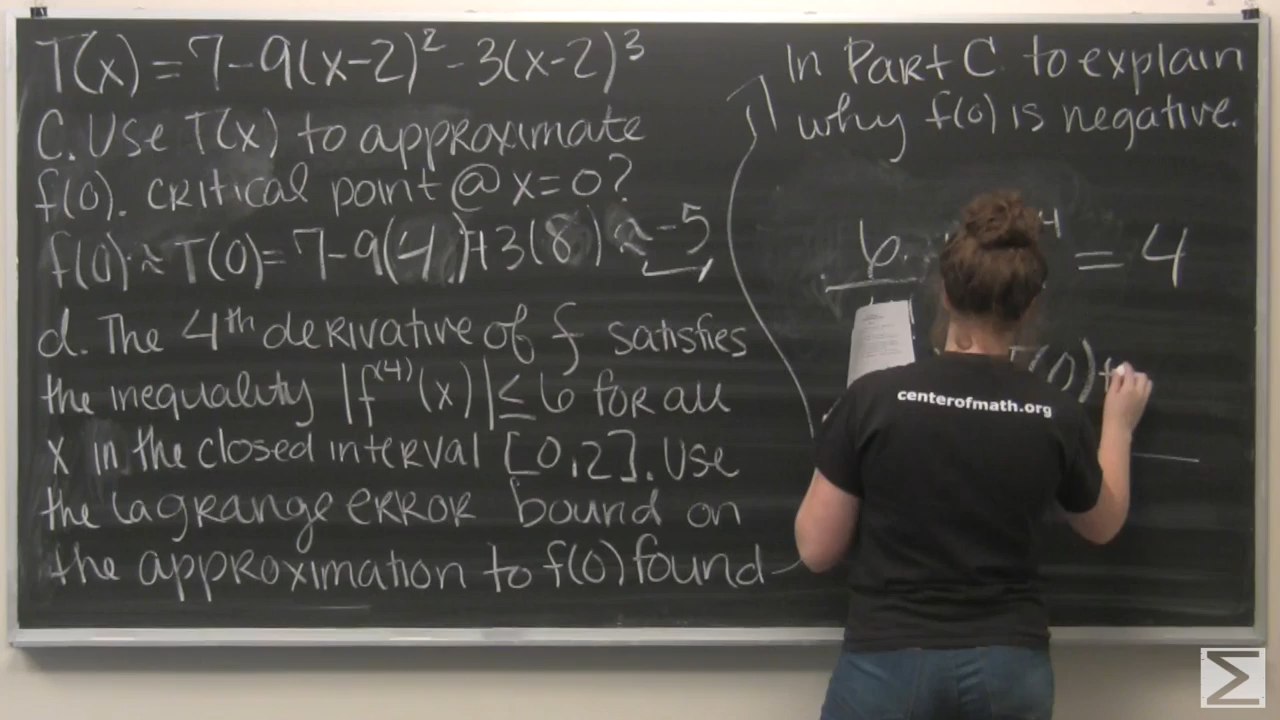 T(x) = 7-9(x-2)² - 3(x-2)³
C. Use T(x) to approximate
f(0). critical point @ x=0?
f(0) ≈ T(0) = 7-9(4)+3(8) ≈ -5
d. The 4th derivative of f satisfies
the inequality |f⁽⁴⁾(x)| ≤ 6 for all
x in the closed interval [0,2]. Use
the lagrange error bound on
the approximation to f(0) found
In Part C to explain
why f(0) is negative.
6 · 4 = 4
T(0) +
centerofmath.org
Σ